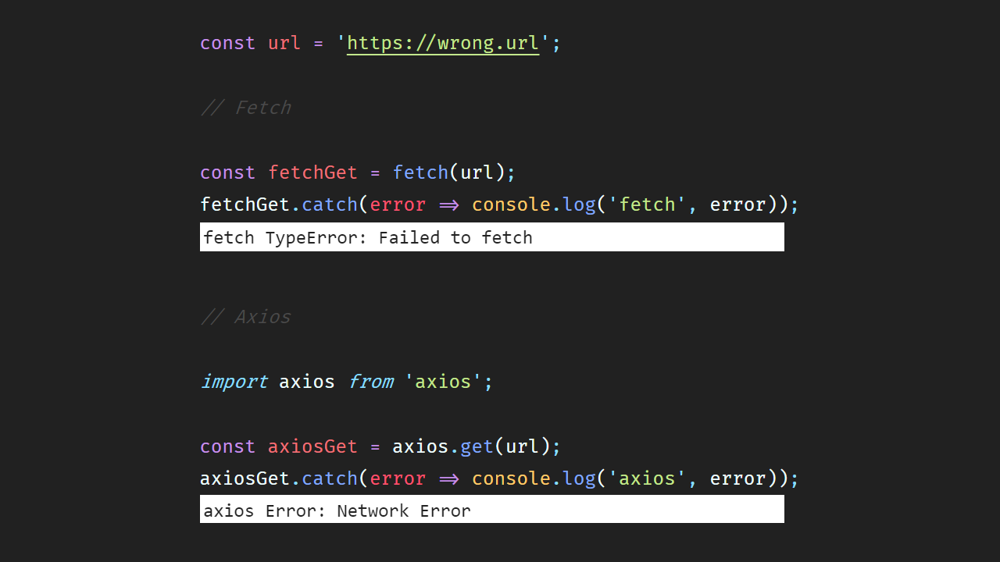 const url = 'https://wrong.url';
// Fetch
const fetchGet = fetch(url);
fetchGet.catch(error => console.log('fetch', error));
fetch TypeError: Failed to fetch
// Axios
import axios from 'axios';
const axiosGet = axios.get(url);
axiosGet.catch(error => console.log('axios', error));
axios Error: Network Error